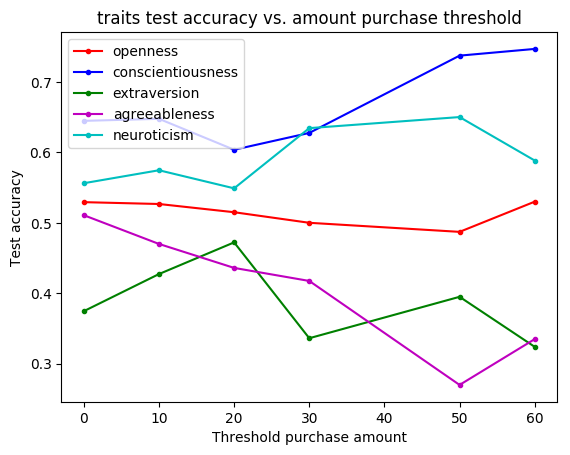 traits test accuracy vs. amount purchase threshold
openness
conscientiousness
extraversion
agreeableness
neuroticism
Test accuracy
0.7
0.6
0.5
0.4
0.3
0 10 20 30 40 50 60
Threshold purchase amount